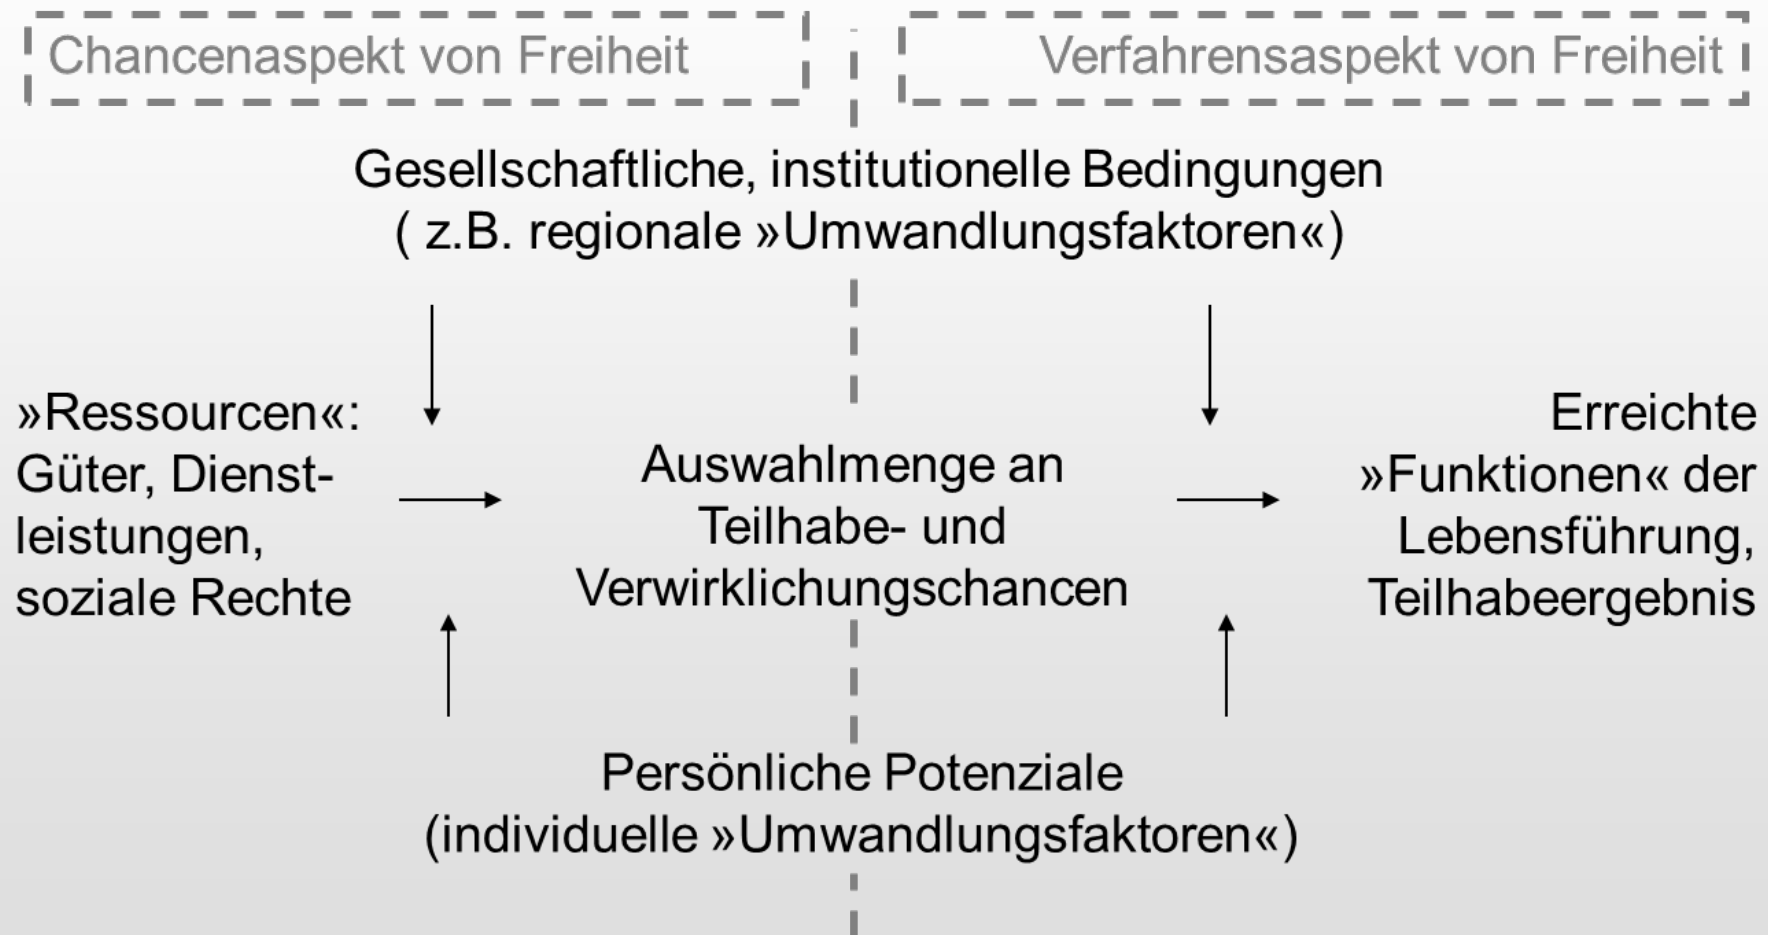 Chancenaspekt von Freiheit
Verfahrensaspekt von Freiheit
Gesellschaftliche, institutionelle Bedingungen
( z.B. regionale »Umwandlungsfaktoren«)
»Ressourcen«:
Güter, Dienst-
leistungen,
soziale Rechte
Auswahlmenge an
Teilhabe- und
Verwirklichungschancen
Erreichte
»Funktionen« der
Lebensführung,
Teilhabeergebnis
Persönliche Potenziale
(individuelle »Umwandlungsfaktoren«)